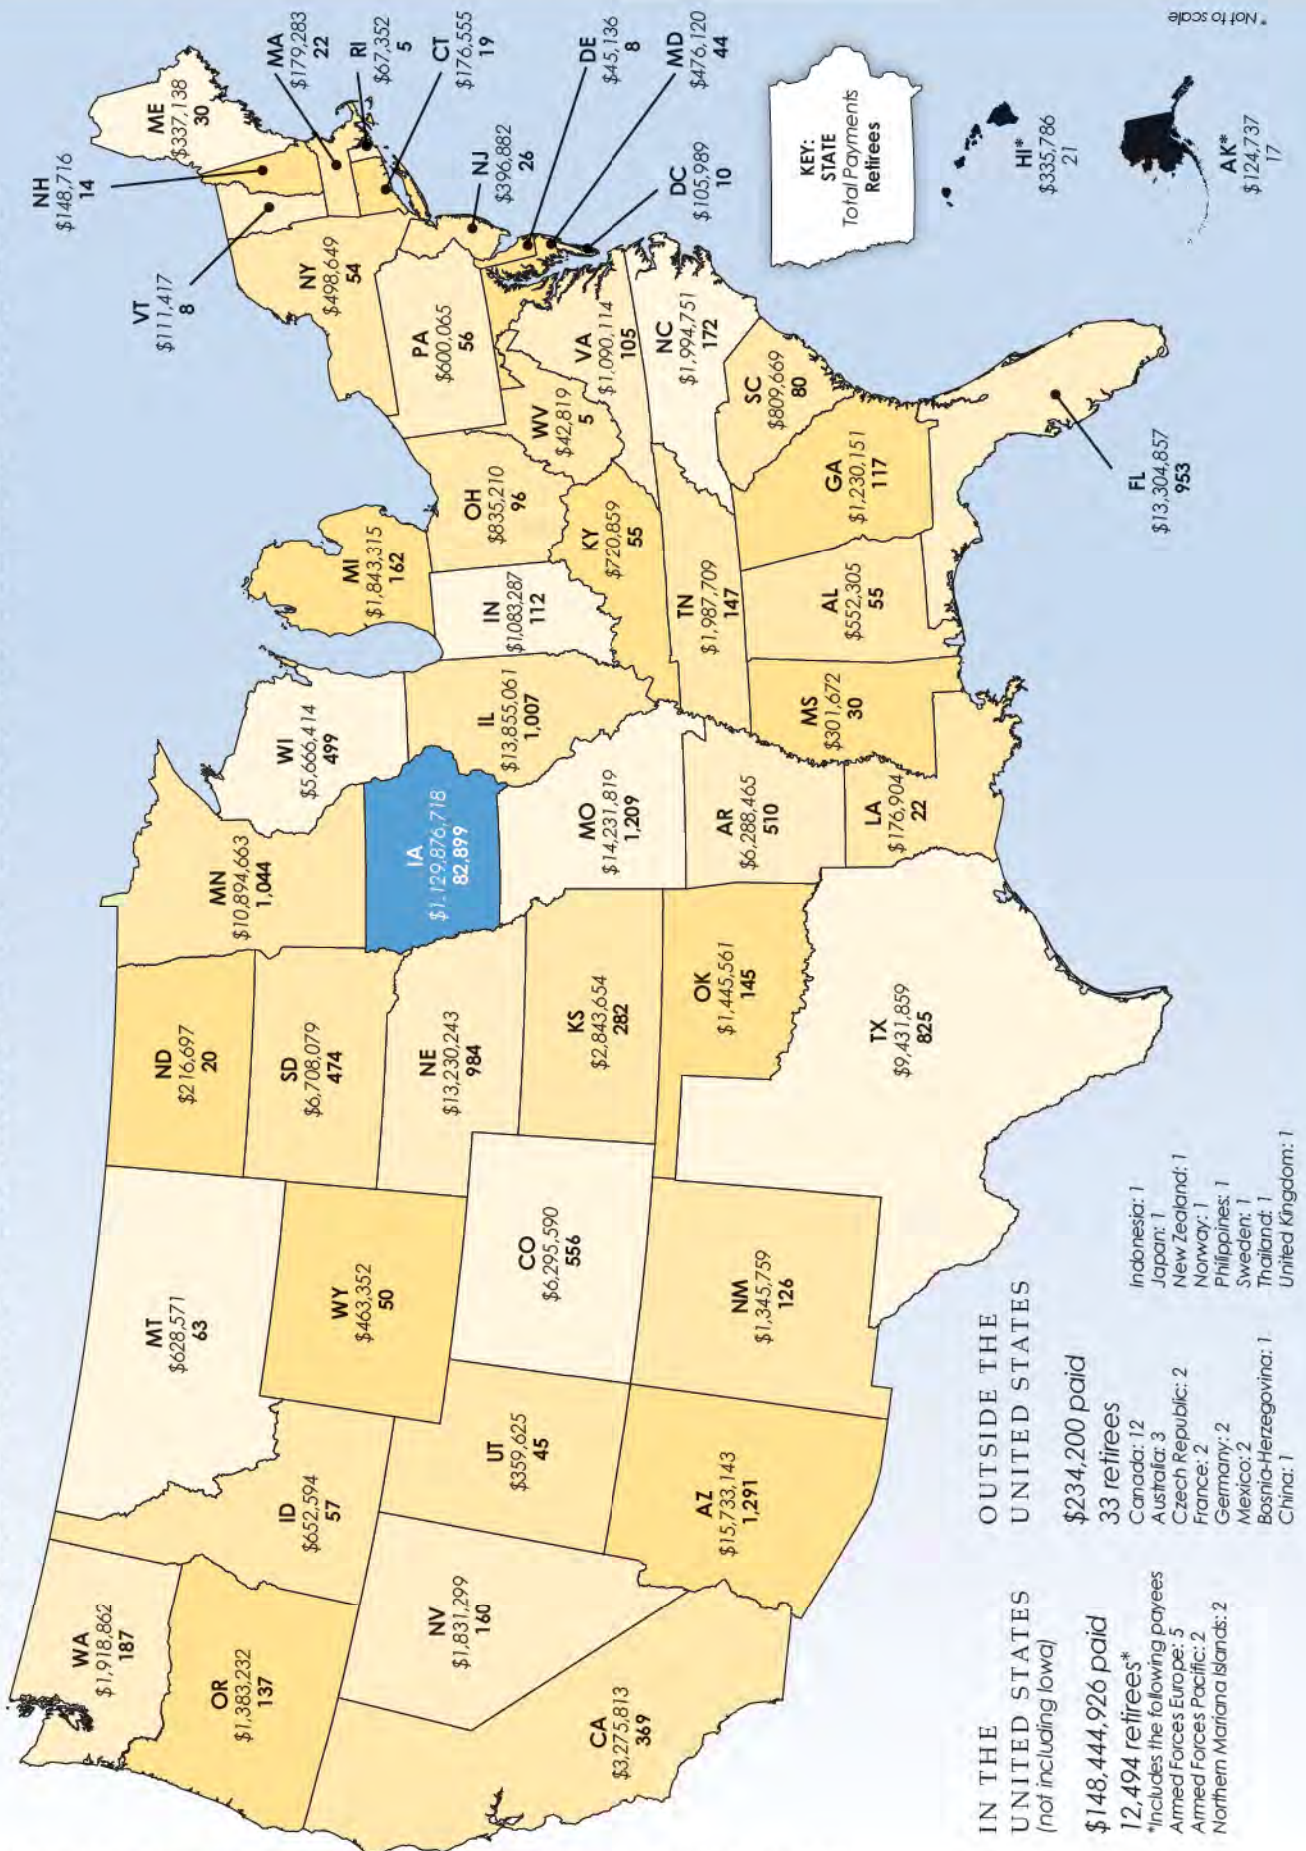 WA
$1,918,862
187
OR
$1,383,232
137
CA
$3,275,813
369
NV
$1,831,299
160
ID
$652,594
57
MT
$628,571
63
WY
$463,352
50
UT
$359,625
45
AZ
$15,733,143
1,291
CO
$6,295,590
556
NM
$1,345,759
126
ND
$216,697
20
SD
$6,708,079
474
NE
$13,230,243
984
KS
$2,843,654
282
OK
$1,445,561
145
TX
$9,431,859
825
MN
$10,894,663
1,044
IA
$1,129,876,718
82,899
MO
$14,231,819
1,209
AR
$6,288,465
510
LA
$176,904
22
WI
$5,666,414
499
IL
$13,855,061
1,007
MS
$301,672
30
MI
$1,843,315
162
IN
$1,083,287
112
OH
$835,210
96
KY
$720,859
55
TN
$1,987,709
147
AL
$552,305
55
GA
$1,230,151
117
FL
$13,304,857
953
SC
$809,669
80
NC
$1,994,751
172
VA
$1,090,114
105
WV
$42,819
5
PA
$600,065
56
NY
$498,649
54
VT
$111,417
8
NH
$148,716
14
ME
$337,138
30
MA
$179,283
22
RI
$67,352
5
CT
$176,555
19
NJ
$396,882
26
DE
$45,136
8
MD
$476,120
44
DC
$105,989
10
KEY:
STATE
Total Payments
Retirees
HI*
$335,786
21
AK*
$124,737
17
* Not to scale
IN THE
UNITED STATES
(not including Iowa)
$148,444,926 paid
12,494 retirees*
*Includes the following payees
Armed Forces Europe: 5
Armed Forces Pacific: 2
Northern Mariana Islands: 2
OUTSIDE THE
UNITED STATES
$234,200 paid
33 retirees
Canada: 12
Australia: 3
Czech Republic: 2
France: 2
Germany: 2
Mexico: 2
Bosnia-Herzegovina: 1
China: 1
Indonesia: 1
Japan: 1
New Zealand: 1
Norway: 1
Philippines: 1
Sweden: 1
Thailand: 1
United Kingdom: 1